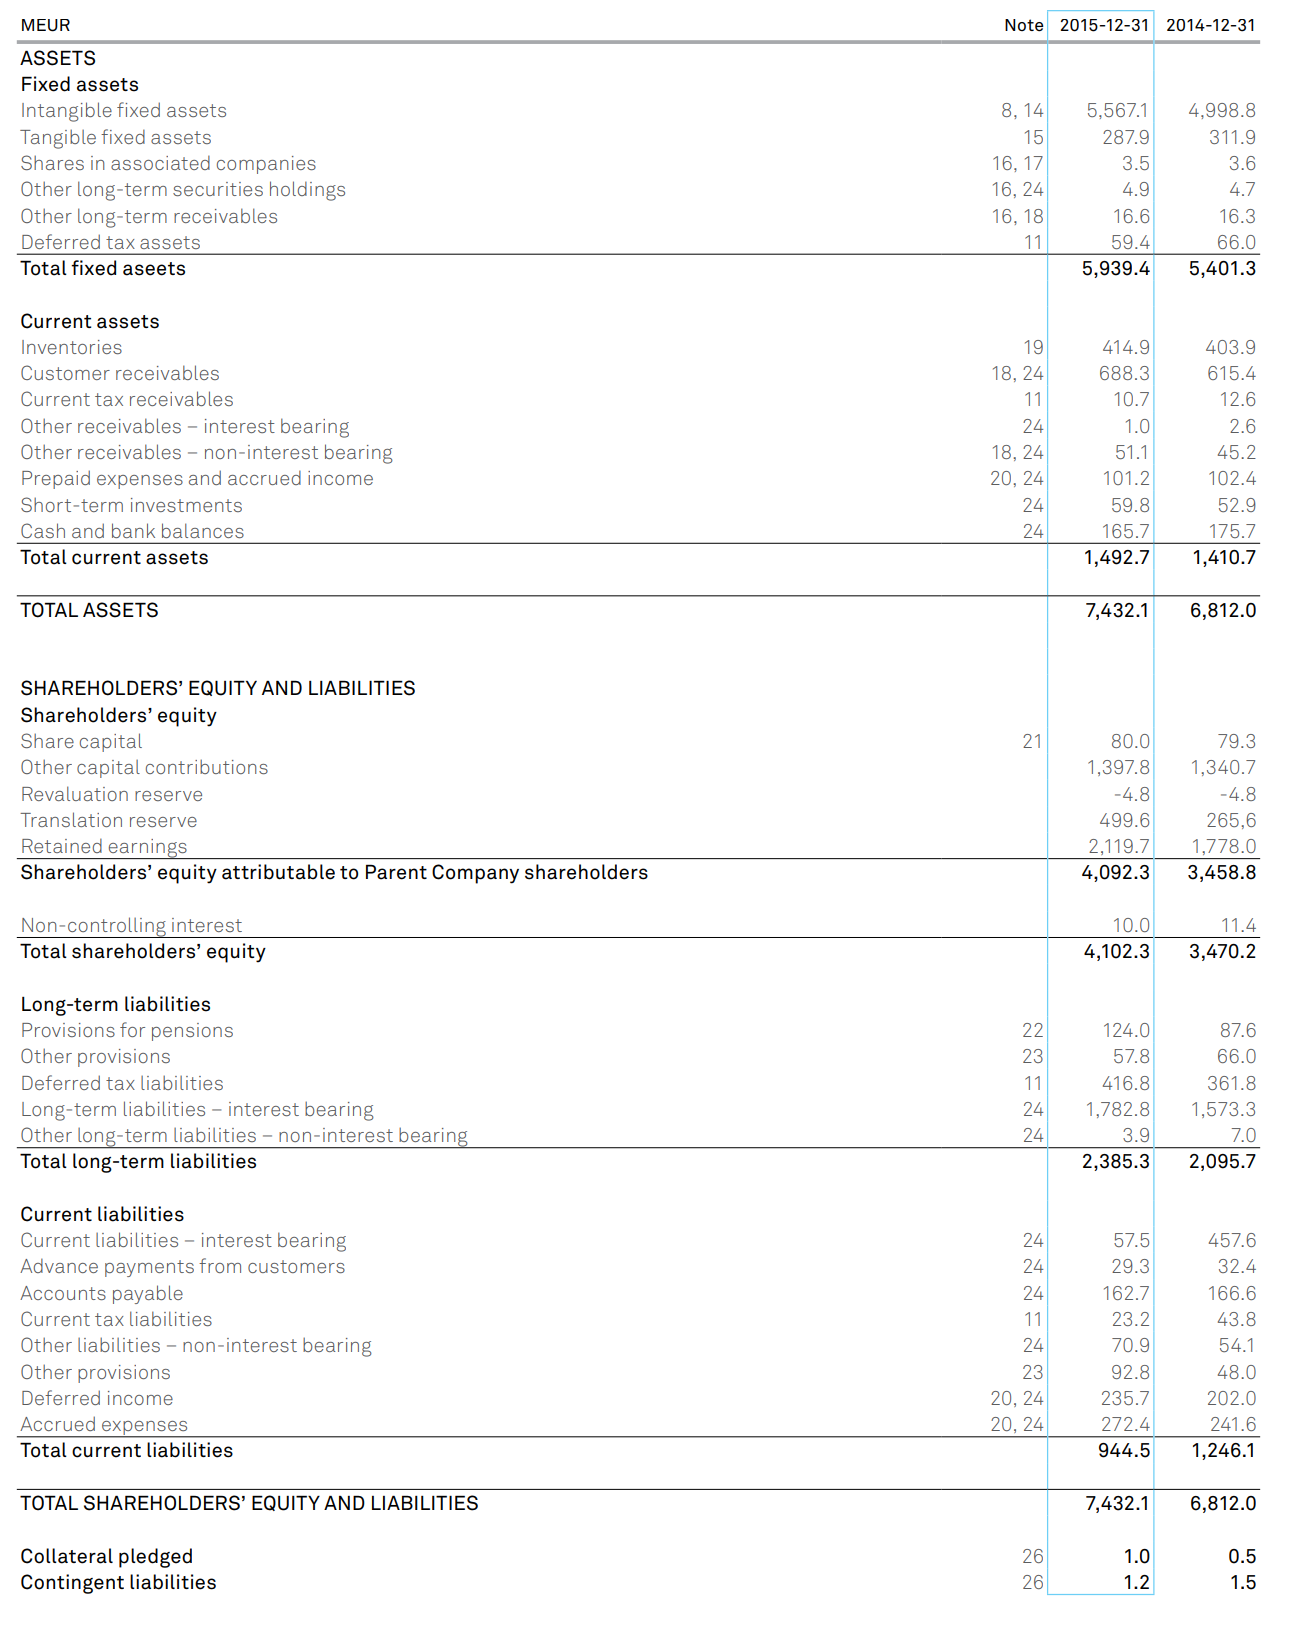 MEUR Note 2015-12-31 2014-12-31
ASSETS
Fixed assets
Intangible fixed assets 8, 14 5,567.1 4,998.8
Tangible fixed assets 15 287.9 311.9
Shares in associated companies 16, 17 3.5 3.6
Other long-term securities holdings 16, 24 4.9 4.7
Other long-term receivables 16, 18 16.6 16.3
Deferred tax assets 11 59.4 66.0
Total fixed aseets 5,939.4 5,401.3
Current assets
Inventories 19 414.9 403.9
Customer receivables 18, 24 688.3 615.4
Current tax receivables 11 10.7 12.6
Other receivables – interest bearing 24 1.0 2.6
Other receivables – non-interest bearing 18, 24 51.1 45.2
Prepaid expenses and accrued income 20, 24 101.2 102.4
Short-term investments 24 59.8 52.9
Cash and bank balances 24 165.7 175.7
Total current assets 1,492.7 1,410.7
TOTAL ASSETS 7,432.1 6,812.0
SHAREHOLDERS’ EQUITY AND LIABILITIES
Shareholders’ equity
Share capital 21 80.0 79.3
Other capital contributions 1,397.8 1,340.7
Revaluation reserve -4.8 -4.8
Translation reserve 499.6 265,6
Retained earnings 2,119.7 1,778.0
Shareholders’ equity attributable to Parent Company shareholders 4,092.3 3,458.8
Non-controlling interest 10.0 11.4
Total shareholders’ equity 4,102.3 3,470.2
Long-term liabilities
Provisions for pensions 22 124.0 87.6
Other provisions 23 57.8 66.0
Deferred tax liabilities 11 416.8 361.8
Long-term liabilities – interest bearing 24 1,782.8 1,573.3
Other long-term liabilities – non-interest bearing 24 3.9 7.0
Total long-term liabilities 2,385.3 2,095.7
Current liabilities
Current liabilities – interest bearing 24 57.5 457.6
Advance payments from customers 24 29.3 32.4
Accounts payable 24 162.7 166.6
Current tax liabilities 11 23.2 43.8
Other liabilities – non-interest bearing 24 70.9 54.1
Other provisions 23 92.8 48.0
Deferred income 20, 24 235.7 202.0
Accrued expenses 20, 24 272.4 241.6
Total current liabilities 944.5 1,246.1
TOTAL SHAREHOLDERS’ EQUITY AND LIABILITIES 7,432.1 6,812.0
Collateral pledged 26 1.0 0.5
Contingent liabilities 26 1.2 1.5